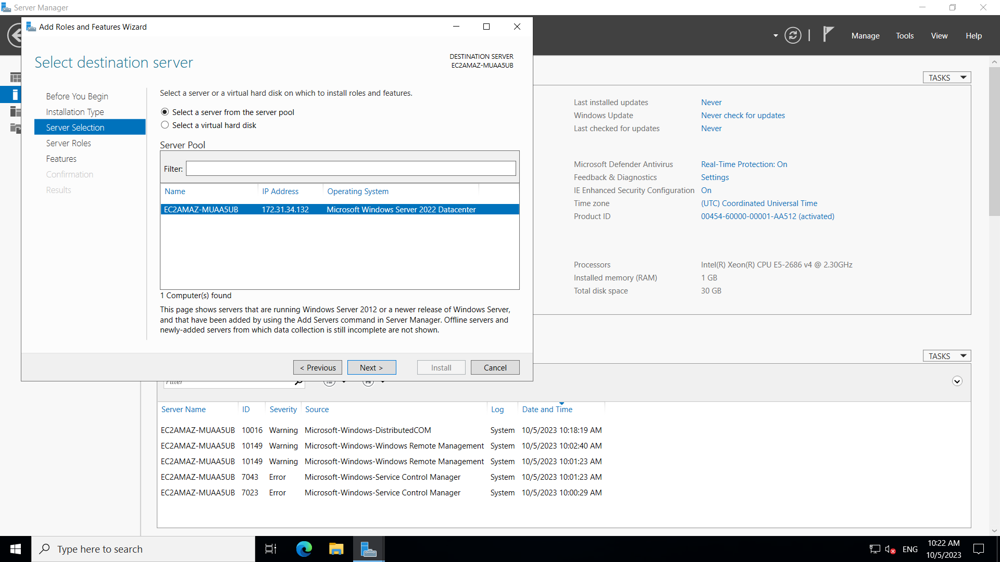 Server Manager
Add Roles and Features Wizard
Manage
Tools
View
Help
Select destination server
DESTINATION SERVER
EC2AMAZ-MUAA5UB
Before You Begin
Installation Type
Server Selection
Server Roles
Features
Confirmation
Results
Select a server or a virtual hard disk on which to install roles and features.
Select a server from the server pool
Select a virtual hard disk
Server Pool
Filter:
Name IP Address Operating System
EC2AMAZ-MUAA5UB 172.31.34.132 Microsoft Windows Server 2022 Datacenter
1 Computer(s) found
This page shows servers that are running Windows Server 2012 or a newer release of Windows Server,
and that have been added by using the Add Servers command in Server Manager. Offline servers and
newly-added servers from which data collection is still incomplete are not shown.
< Previous
Next >
Install
Cancel
TASKS
Last installed updates Never
Windows Update Never check for updates
Last checked for updates Never
Microsoft Defender Antivirus Real-Time Protection: On
Feedback & Diagnostics Settings
IE Enhanced Security Configuration On
Time zone (UTC) Coordinated Universal Time
Product ID 00454-60000-00001-AA512 (activated)
Processors Intel(R) Xeon(R) CPU E5-2686 v4 @ 2.30GHz
Installed memory (RAM) 1 GB
Total disk space 30 GB
TASKS
Filter
Server Name ID Severity Source Log Date and Time
EC2AMAZ-MUAA5UB 10016 Warning Microsoft-Windows-DistributedCOM System 10/5/2023 10:18:19 AM
EC2AMAZ-MUAA5UB 10149 Warning Microsoft-Windows-Windows Remote Management System 10/5/2023 10:02:40 AM
EC2AMAZ-MUAA5UB 10149 Warning Microsoft-Windows-Windows Remote Management System 10/5/2023 10:01:23 AM
EC2AMAZ-MUAA5UB 7043 Error Microsoft-Windows-Service Control Manager System 10/5/2023 10:01:23 AM
EC2AMAZ-MUAA5UB 7023 Error Microsoft-Windows-Service Control Manager System 10/5/2023 10:00:29 AM
Type here to search
ENG
10:22 AM
10/5/2023